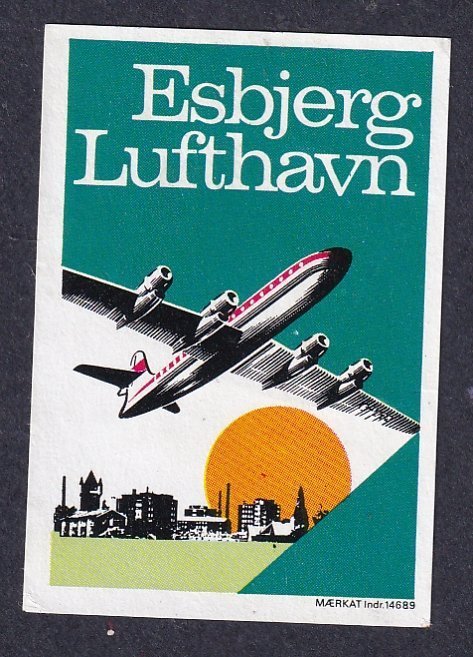 Esbjerg
Lufthavn
MÆRKAT Indr.14689